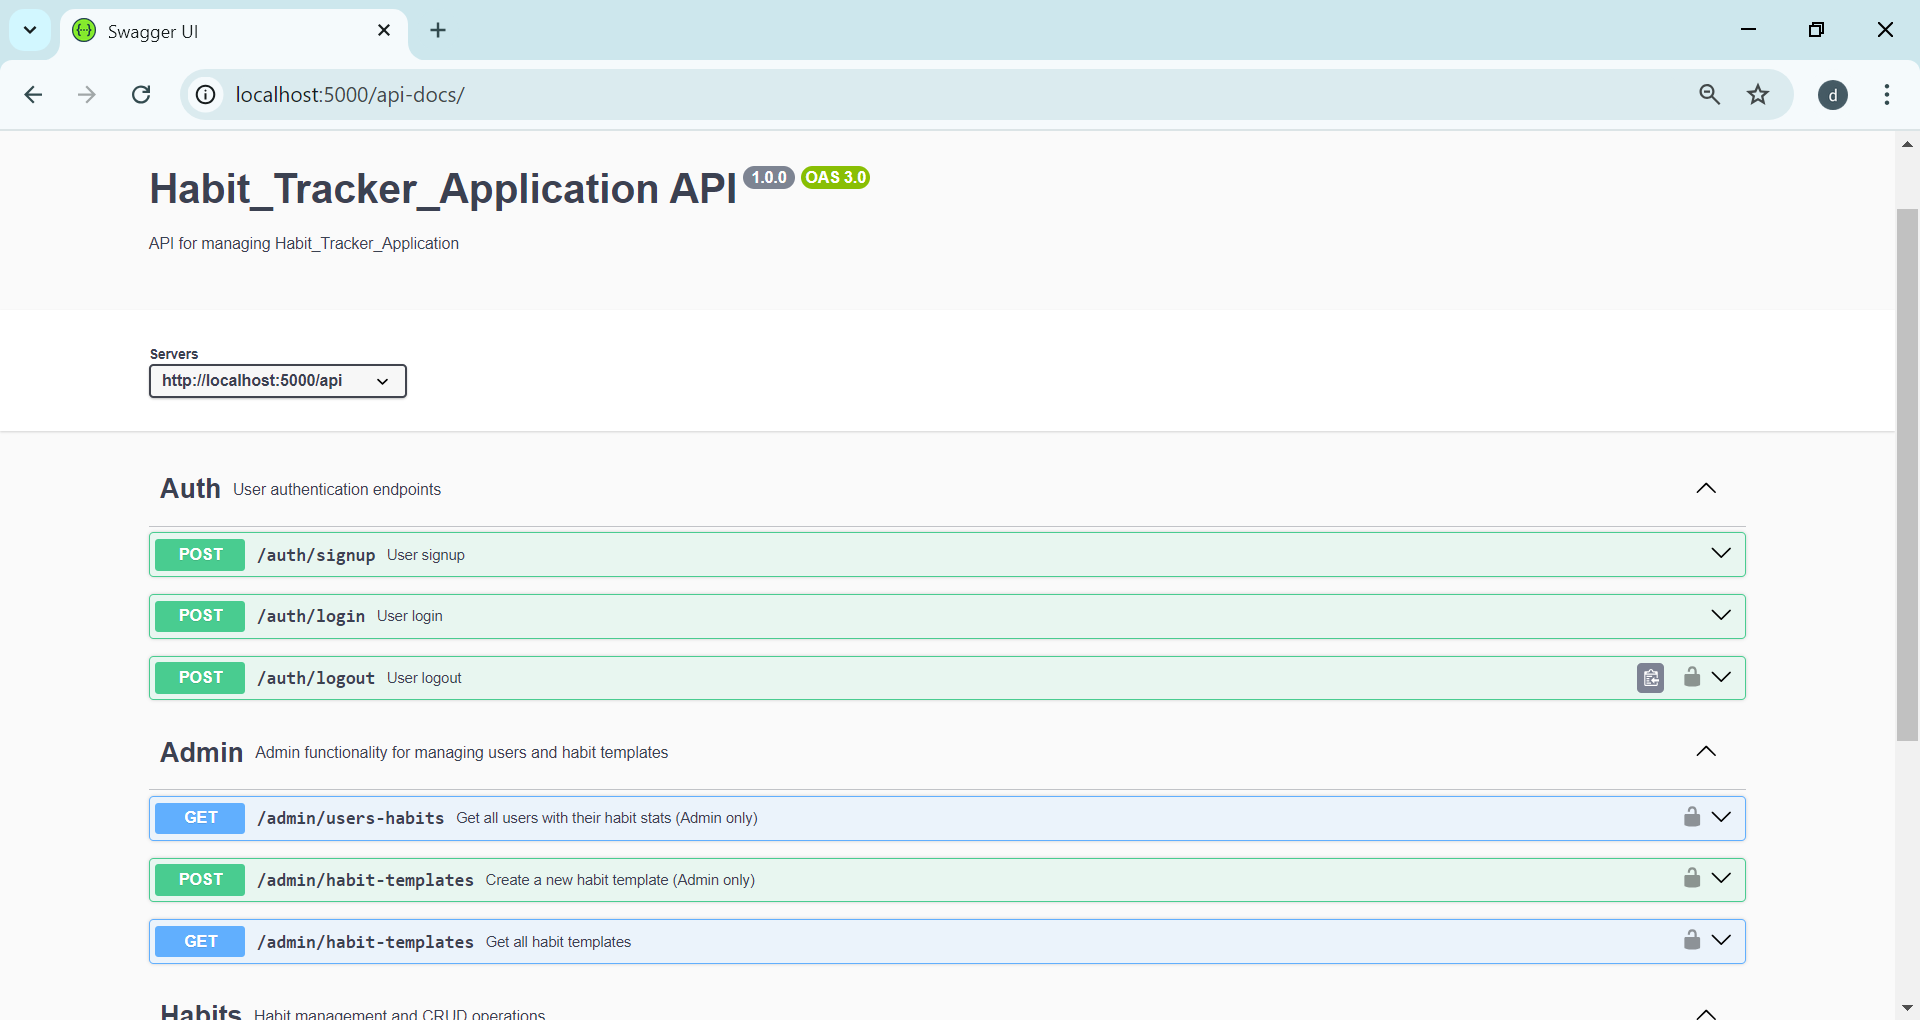 Swagger UI
localhost:5000/api-docs/
d
Habit_Tracker_Application API 1.0.0 OAS 3.0
API for managing Habit_Tracker_Application
Servers
http://localhost:5000/api
Auth User authentication endpoints
POST /auth/signup User signup
POST /auth/login User login
POST /auth/logout User logout
Admin Admin functionality for managing users and habit templates
GET /admin/users-habits Get all users with their habit stats (Admin only)
POST /admin/habit-templates Create a new habit template (Admin only)
GET /admin/habit-templates Get all habit templates
Habits Habit management and CRUD operations